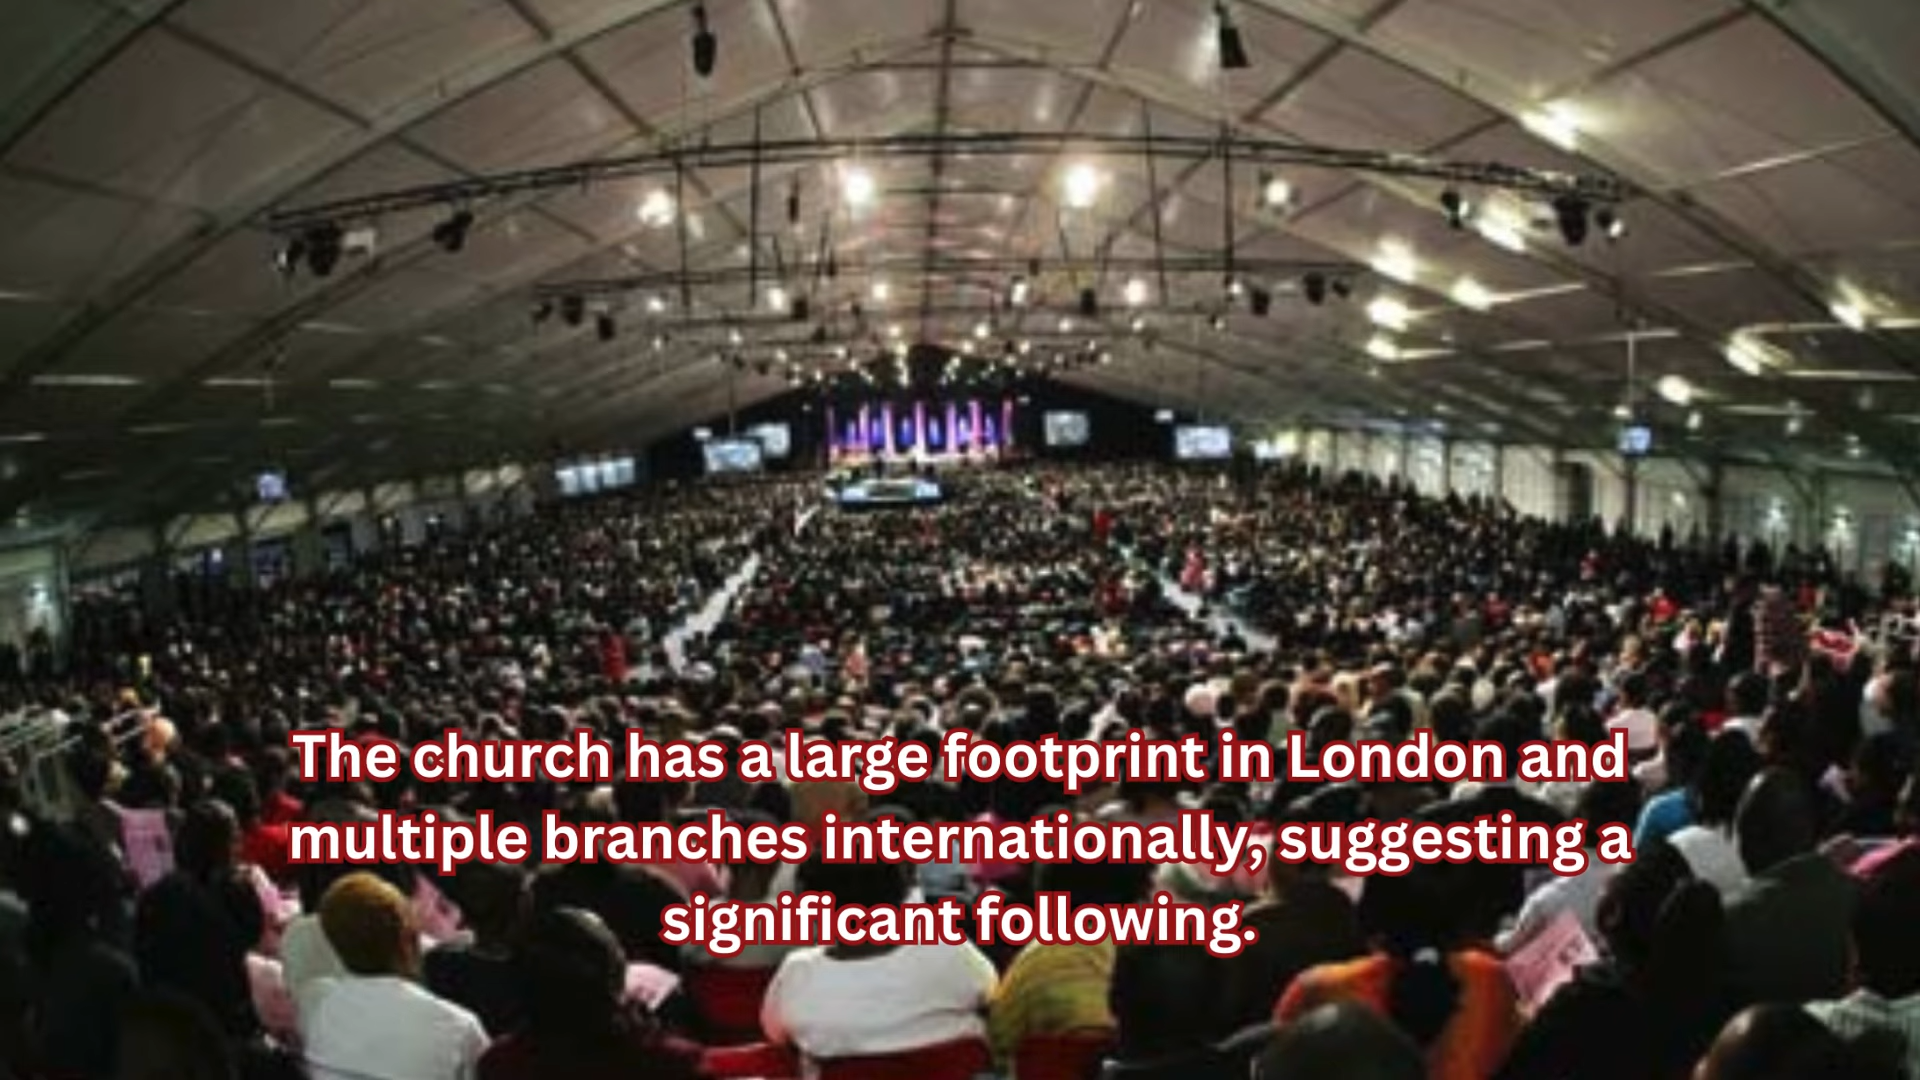 The church has a large footprint in London and
multiple branches internationally, suggesting a
significant following.